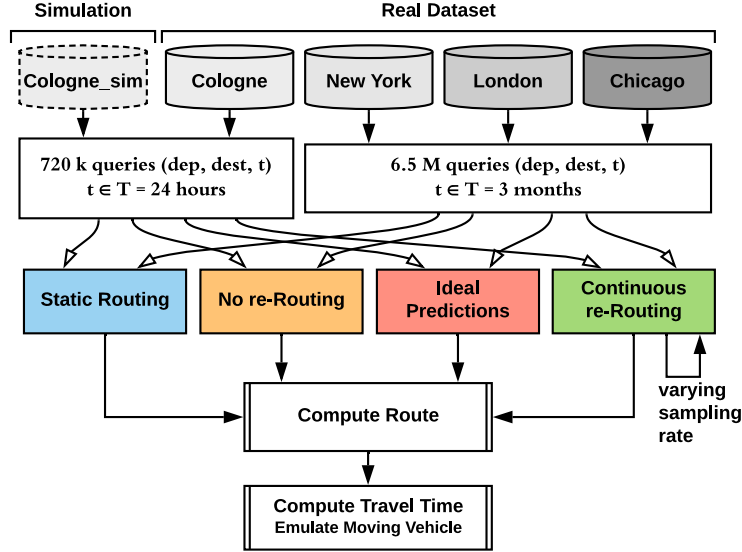 Simulation
Real Dataset
Cologne_sim
Cologne
New York
London
Chicago
720 k queries (dep, dest, t)
t ∈ T = 24 hours
6.5 M queries (dep, dest, t)
t ∈ T = 3 months
Static Routing
No re-Routing
Ideal
Predictions
Continuous
re-Routing
varying
sampling
rate
Compute Route
Compute Travel Time
Emulate Moving Vehicle